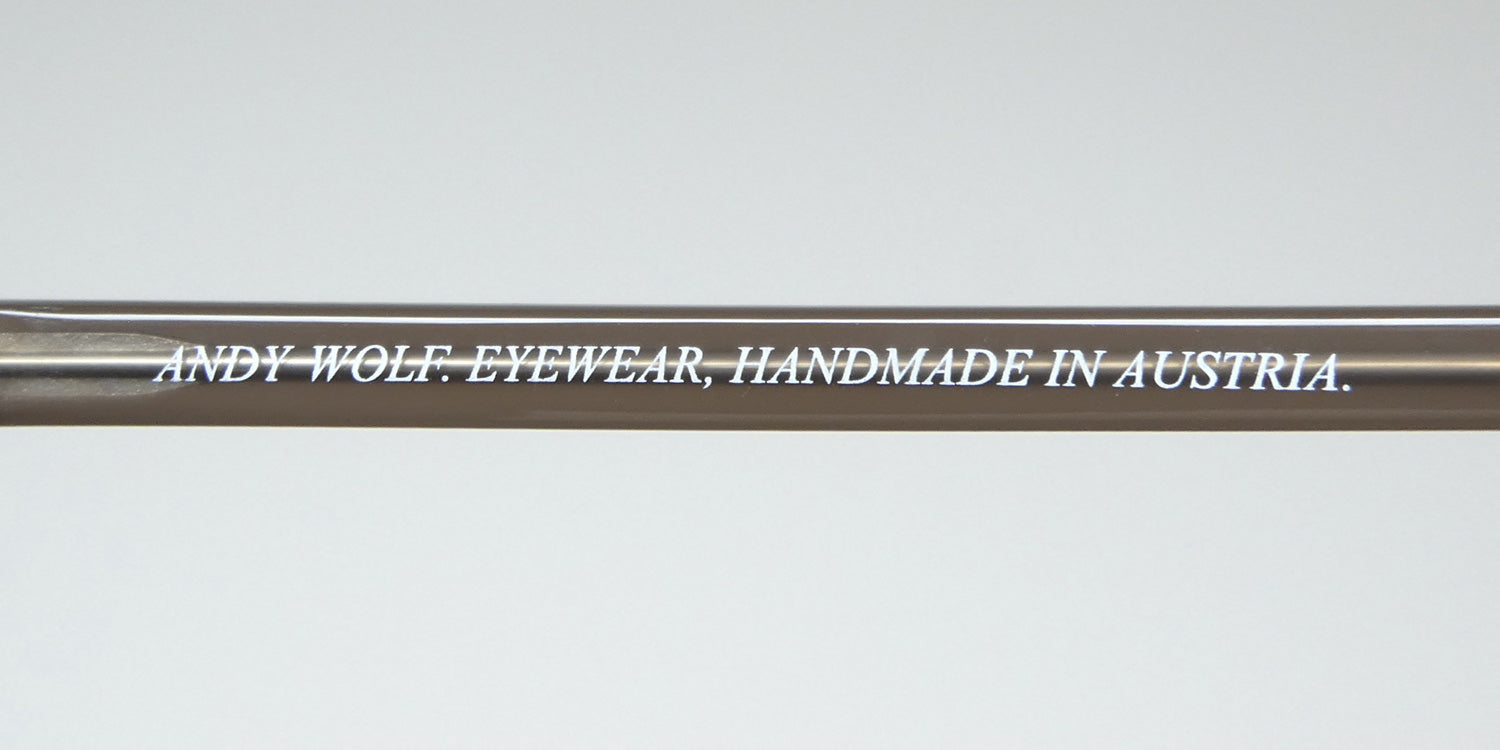 ANDY WOLF. EYEWEAR, HANDMADE IN AUSTRIA.